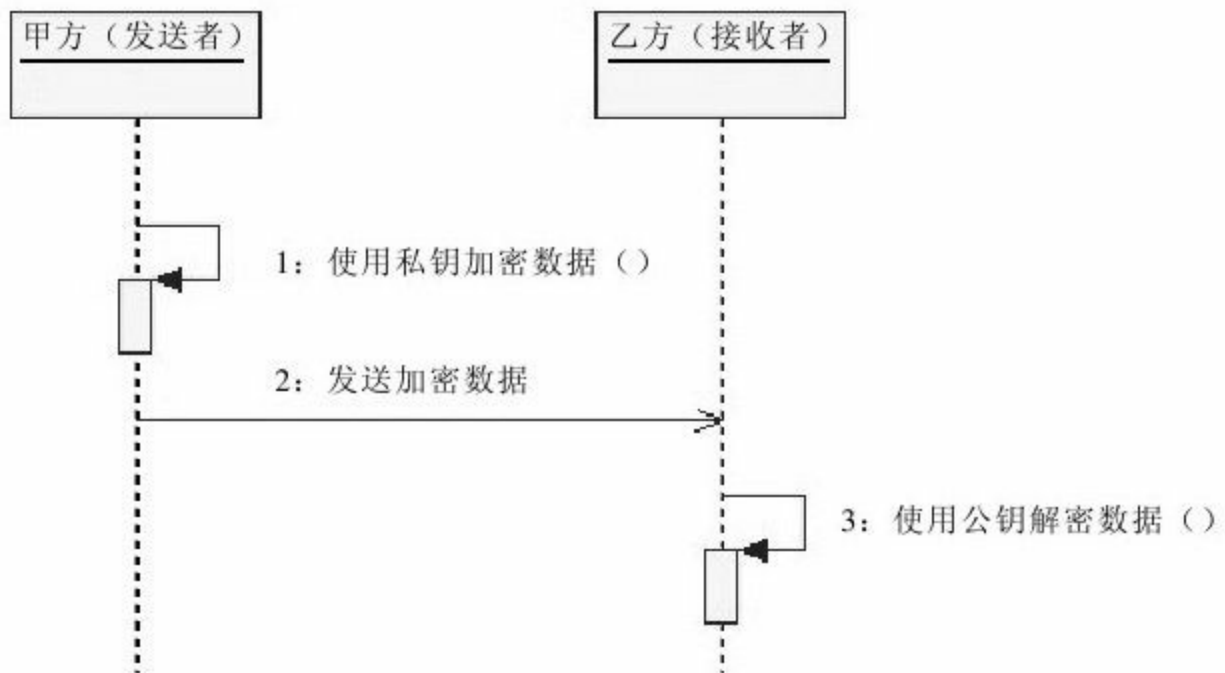 甲方（发送者）
乙方（接收者）
1：使用私钥加密数据（）
2：发送加密数据
3：使用公钥解密数据（）